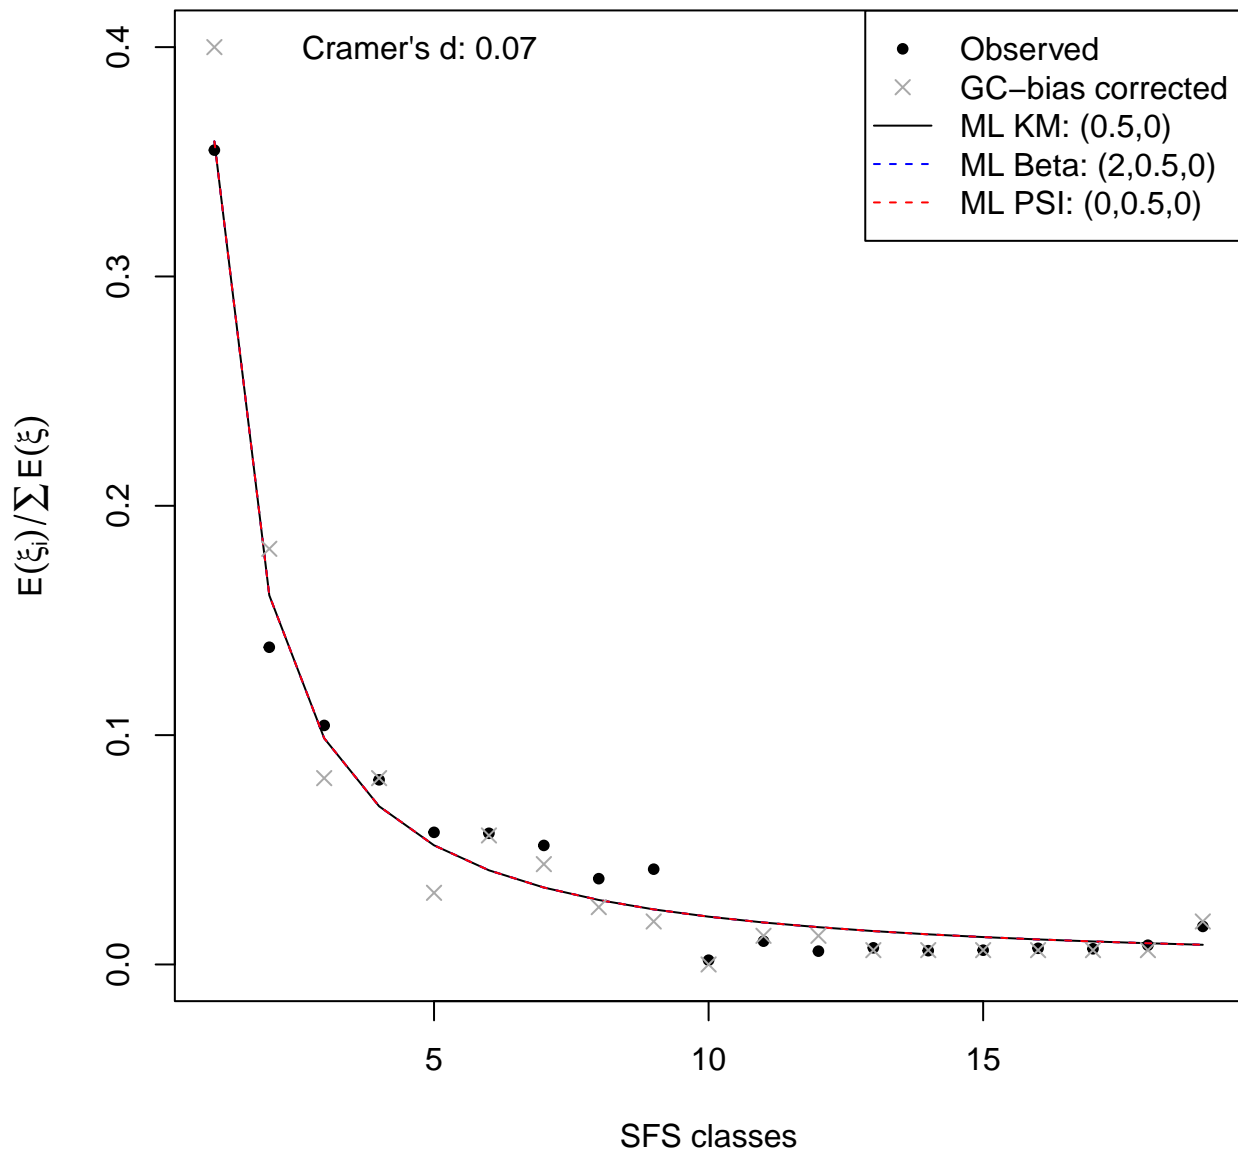 Cramer's d: 0.07
Observed
GC−bias corrected
ML KM: (0.5,0)
ML Beta: (2,0.5,0)
ML PSI: (0,0.5,0)
0.4
0.3
0.2
0.1
0.0
E(ξi)/∑E(ξ)
5 10 15
SFS classes